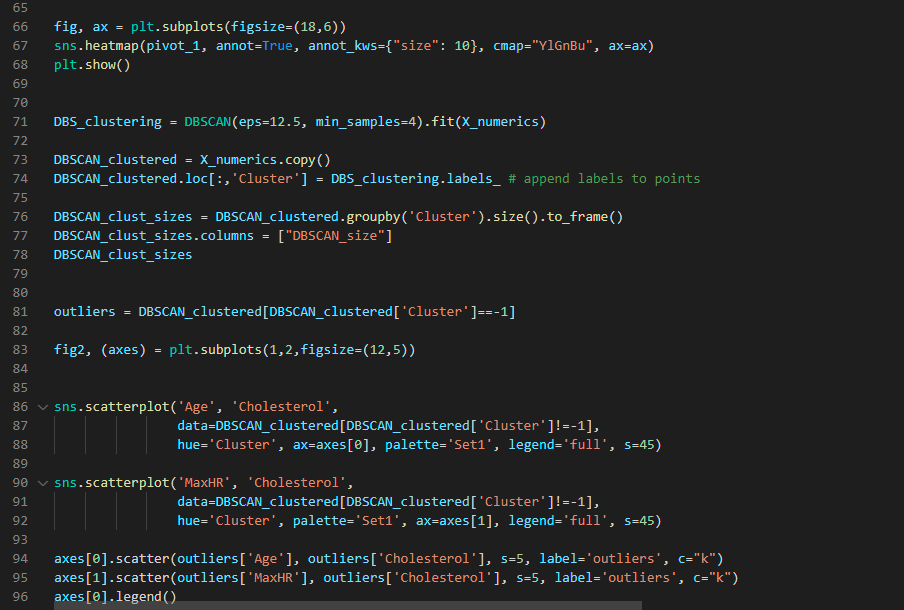 65
66 fig, ax = plt.subplots(figsize=(18,6))
67 sns.heatmap(pivot_1, annot=True, annot_kws={"size": 10}, cmap="YlGnBu", ax=ax)
68 plt.show()
69
70
71 DBS_clustering = DBSCAN(eps=12.5, min_samples=4).fit(X_numerics)
72
73 DBSCAN_clustered = X_numerics.copy()
74 DBSCAN_clustered.loc[:,'Cluster'] = DBS_clustering.labels_ # append labels to points
75
76 DBSCAN_clust_sizes = DBSCAN_clustered.groupby('Cluster').size().to_frame()
77 DBSCAN_clust_sizes.columns = ["DBSCAN_size"]
78 DBSCAN_clust_sizes
79
80
81 outliers = DBSCAN_clustered[DBSCAN_clustered['Cluster']==-1]
82
83 fig2, (axes) = plt.subplots(1,2,figsize=(12,5))
84
85
86 sns.scatterplot('Age', 'Cholesterol',
87 data=DBSCAN_clustered[DBSCAN_clustered['Cluster']!=-1],
88 hue='Cluster', ax=axes[0], palette='Set1', legend='full', s=45)
89
90 sns.scatterplot('MaxHR', 'Cholesterol',
91 data=DBSCAN_clustered[DBSCAN_clustered['Cluster']!=-1],
92 hue='Cluster', palette='Set1', ax=axes[1], legend='full', s=45)
93
94 axes[0].scatter(outliers['Age'], outliers['Cholesterol'], s=5, label='outliers', c="k")
95 axes[1].scatter(outliers['MaxHR'], outliers['Cholesterol'], s=5, label='outliers', c="k")
96 axes[0].legend()